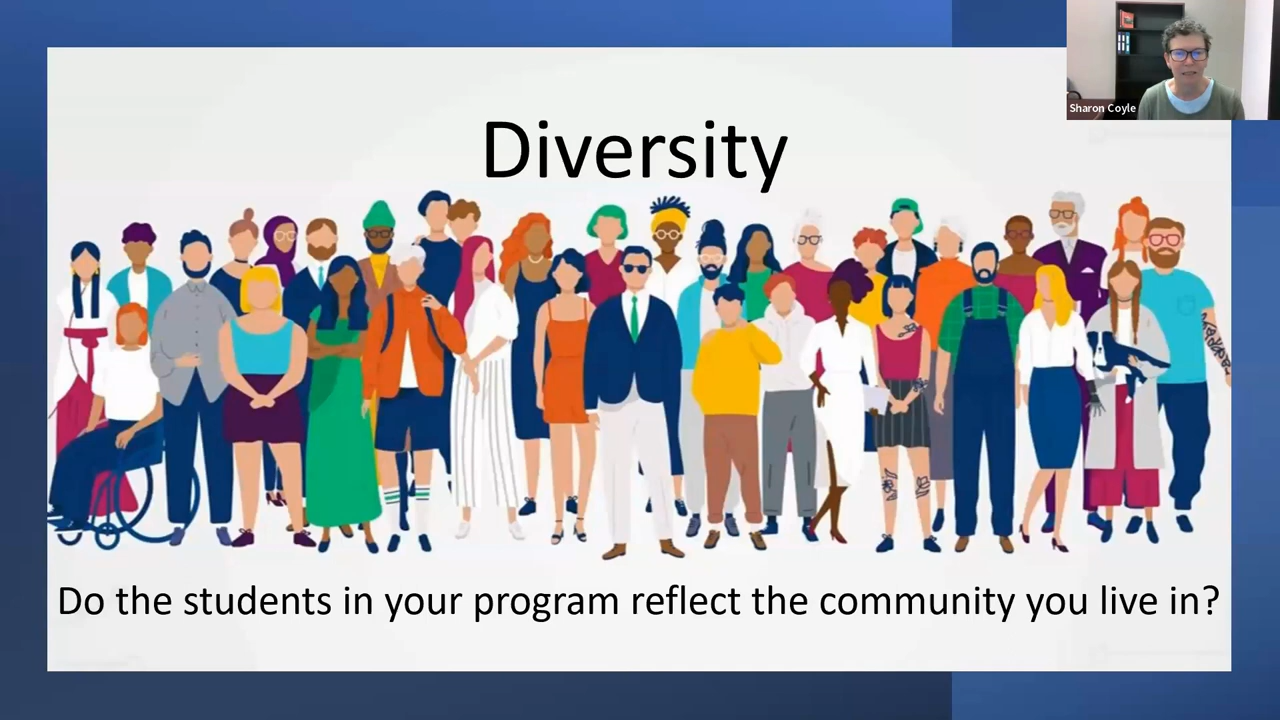 Sharon Coyle
Diversity
Do the students in your program reflect the community you live in?